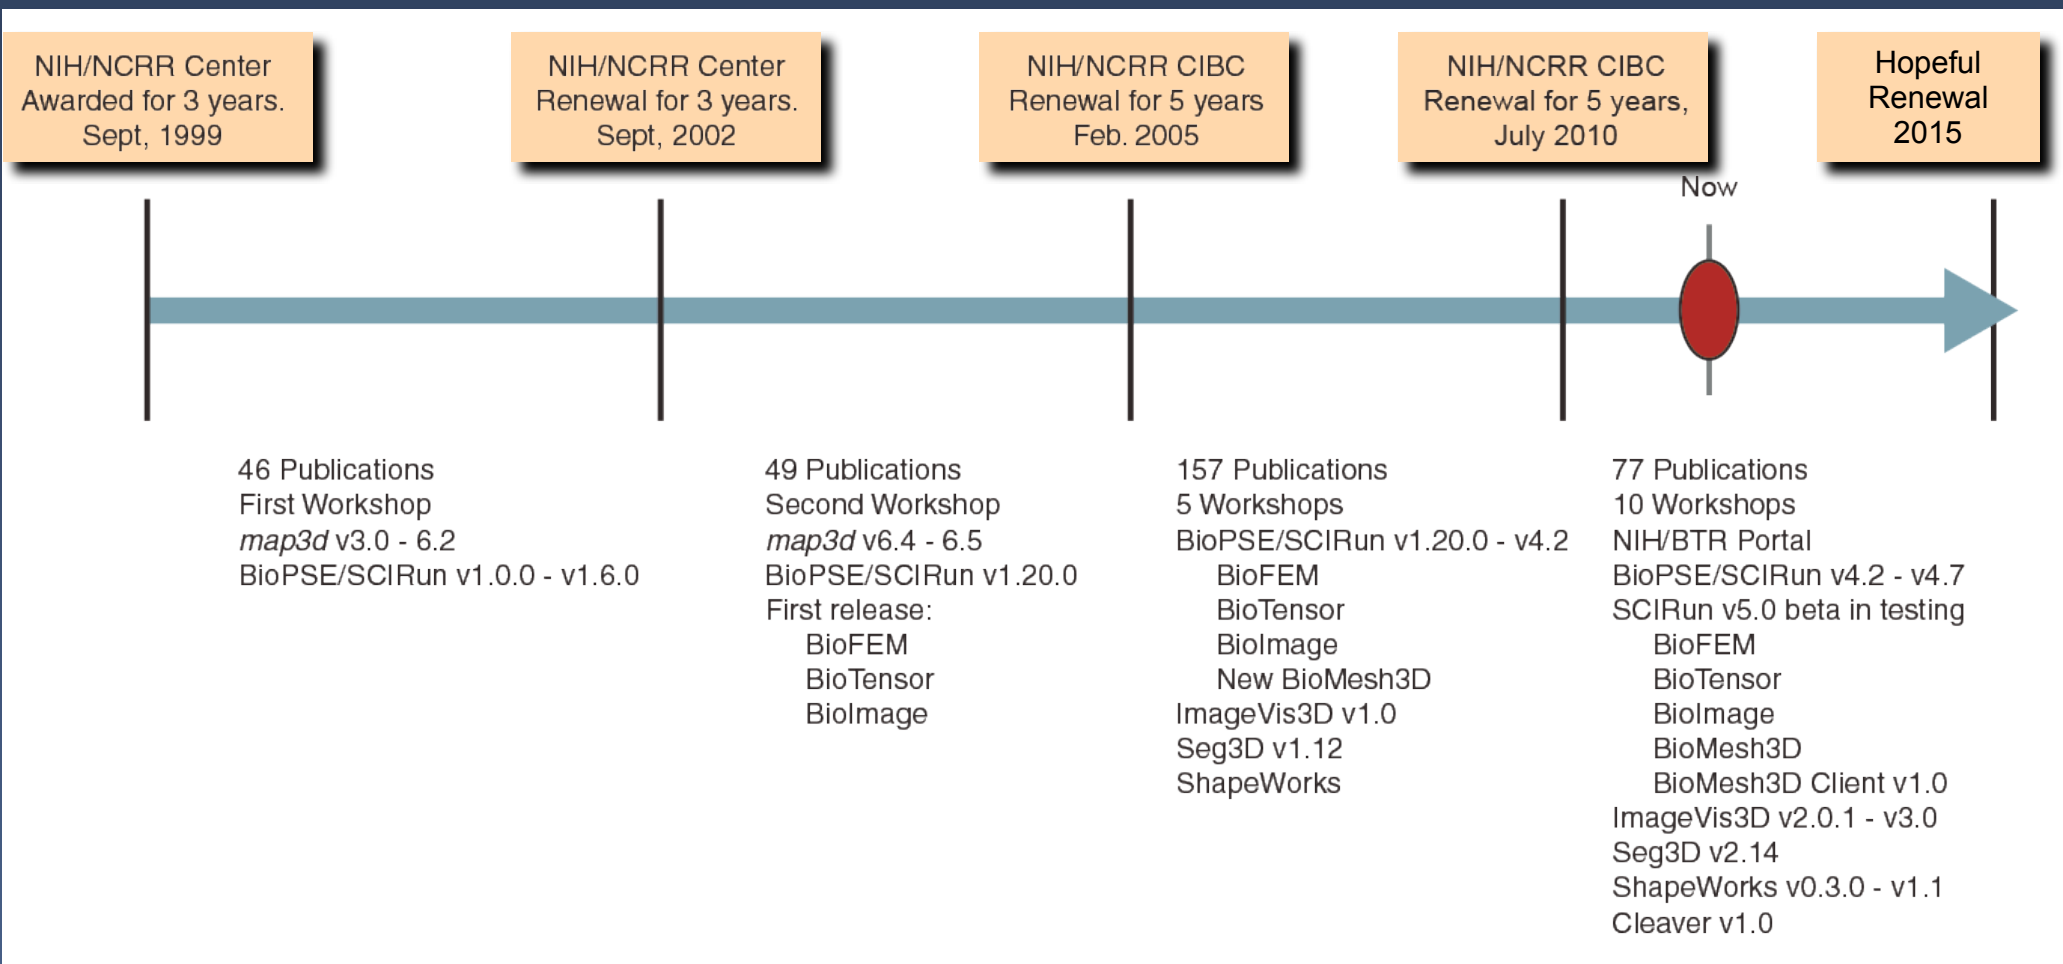 NIH/NCRR Center
Awarded for 3 years.
Sept, 1999
NIH/NCRR Center
Renewal for 3 years.
Sept, 2002
NIH/NCRR CIBC
Renewal for 5 years
Feb. 2005
NIH/NCRR CIBC
Renewal for 5 years,
July 2010
Hopeful
Renewal
2015
Now
46 Publications
First Workshop
map3d v3.0 - 6.2
BioPSE/SCIRun v1.0.0 - v1.6.0
49 Publications
Second Workshop
map3d v6.4 - 6.5
BioPSE/SCIRun v1.20.0
First release:
BioFEM
BioTensor
BioImage
157 Publications
5 Workshops
BioPSE/SCIRun v1.20.0 - v4.2
BioFEM
BioTensor
BioImage
New BioMesh3D
ImageVis3D v1.0
Seg3D v1.12
ShapeWorks
77 Publications
10 Workshops
NIH/BTR Portal
BioPSE/SCIRun v4.2 - v4.7
SCIRun v5.0 beta in testing
BioFEM
BioTensor
BioImage
BioMesh3D
BioMesh3D Client v1.0
ImageVis3D v2.0.1 - v3.0
Seg3D v2.14
ShapeWorks v0.3.0 - v1.1
Cleaver v1.0